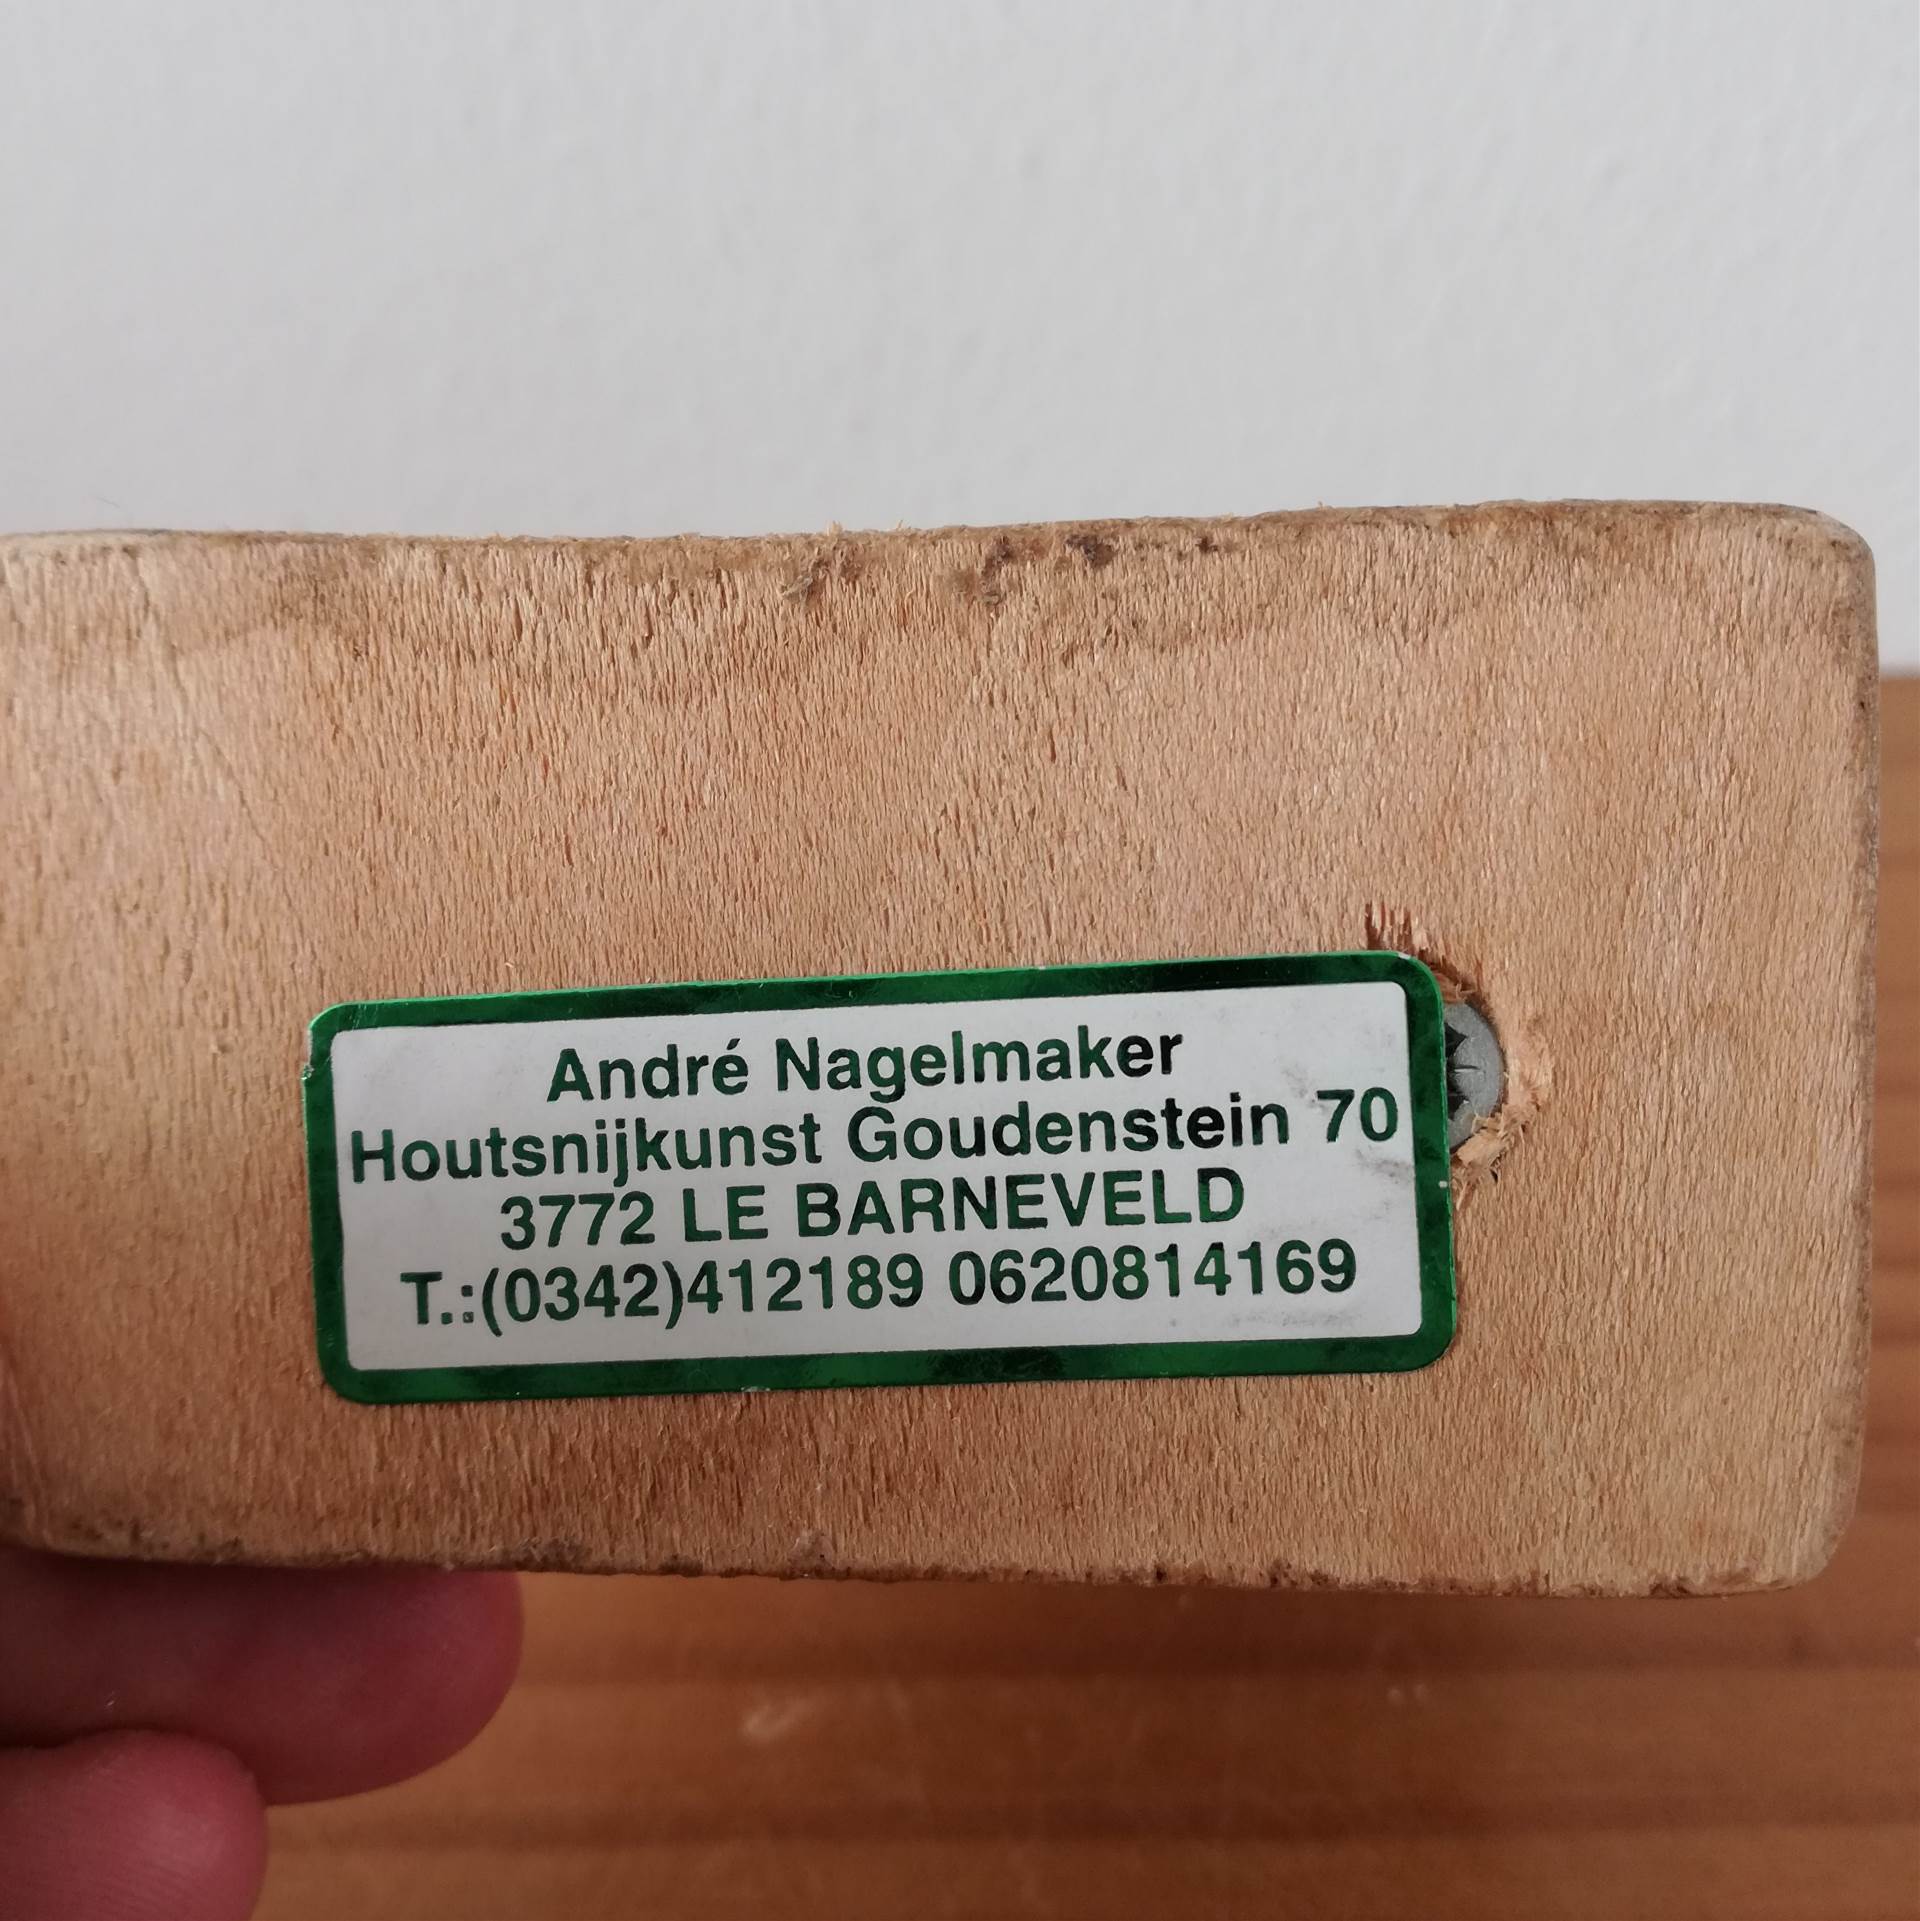 André Nagelmaker
Houtsnijkunst Goudenstein 70
3772 LE BARNEVELD
T.:(0342)412189 0620814169